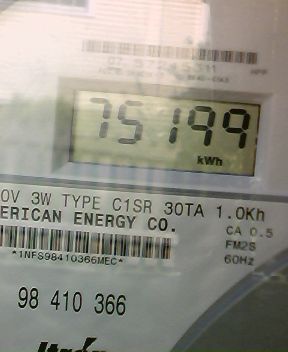 75199
kWh
0V 3W TYPE C1SR 30TA 1.0Kh
ERICAN ENERGY CO.
CA 0.5
FM2S
*1NFS98410366MEC*
60Hz
98 410 366
Itron